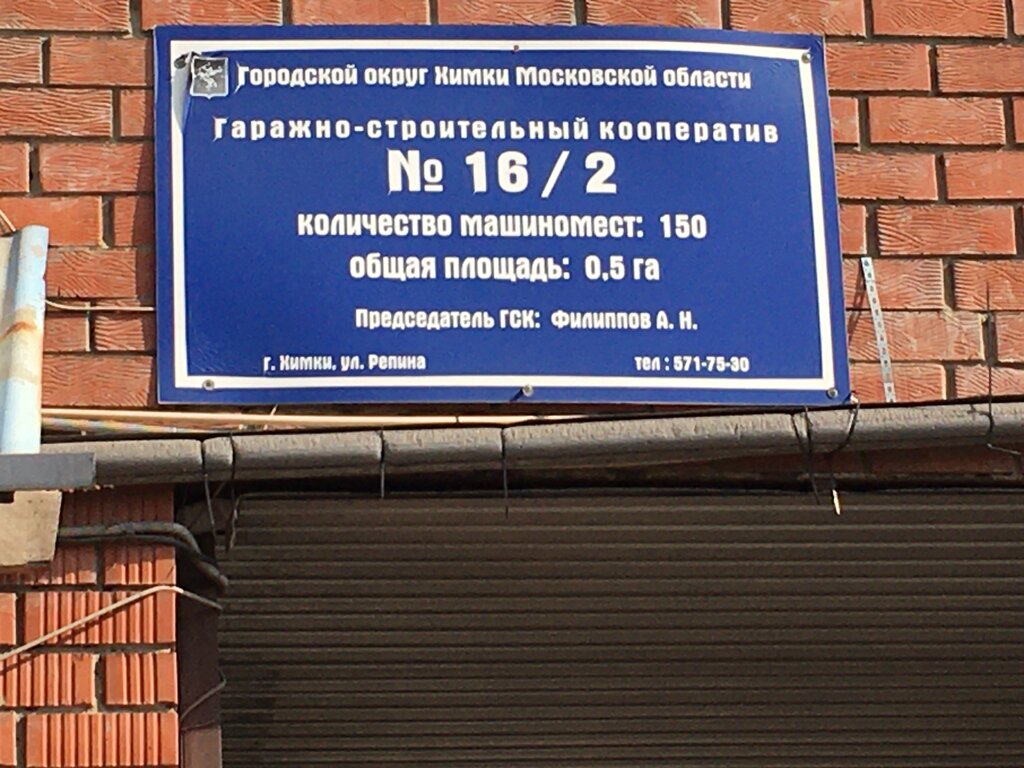 Городской округ Химки Московской области
Гаражно-строительный кооператив
№ 16 / 2
количество машиномест: 150
общая площадь: 0,5 га
Председатель ГСК: Филиппов А. Н.
г. Химки, ул. Репина тел : 571-75-30